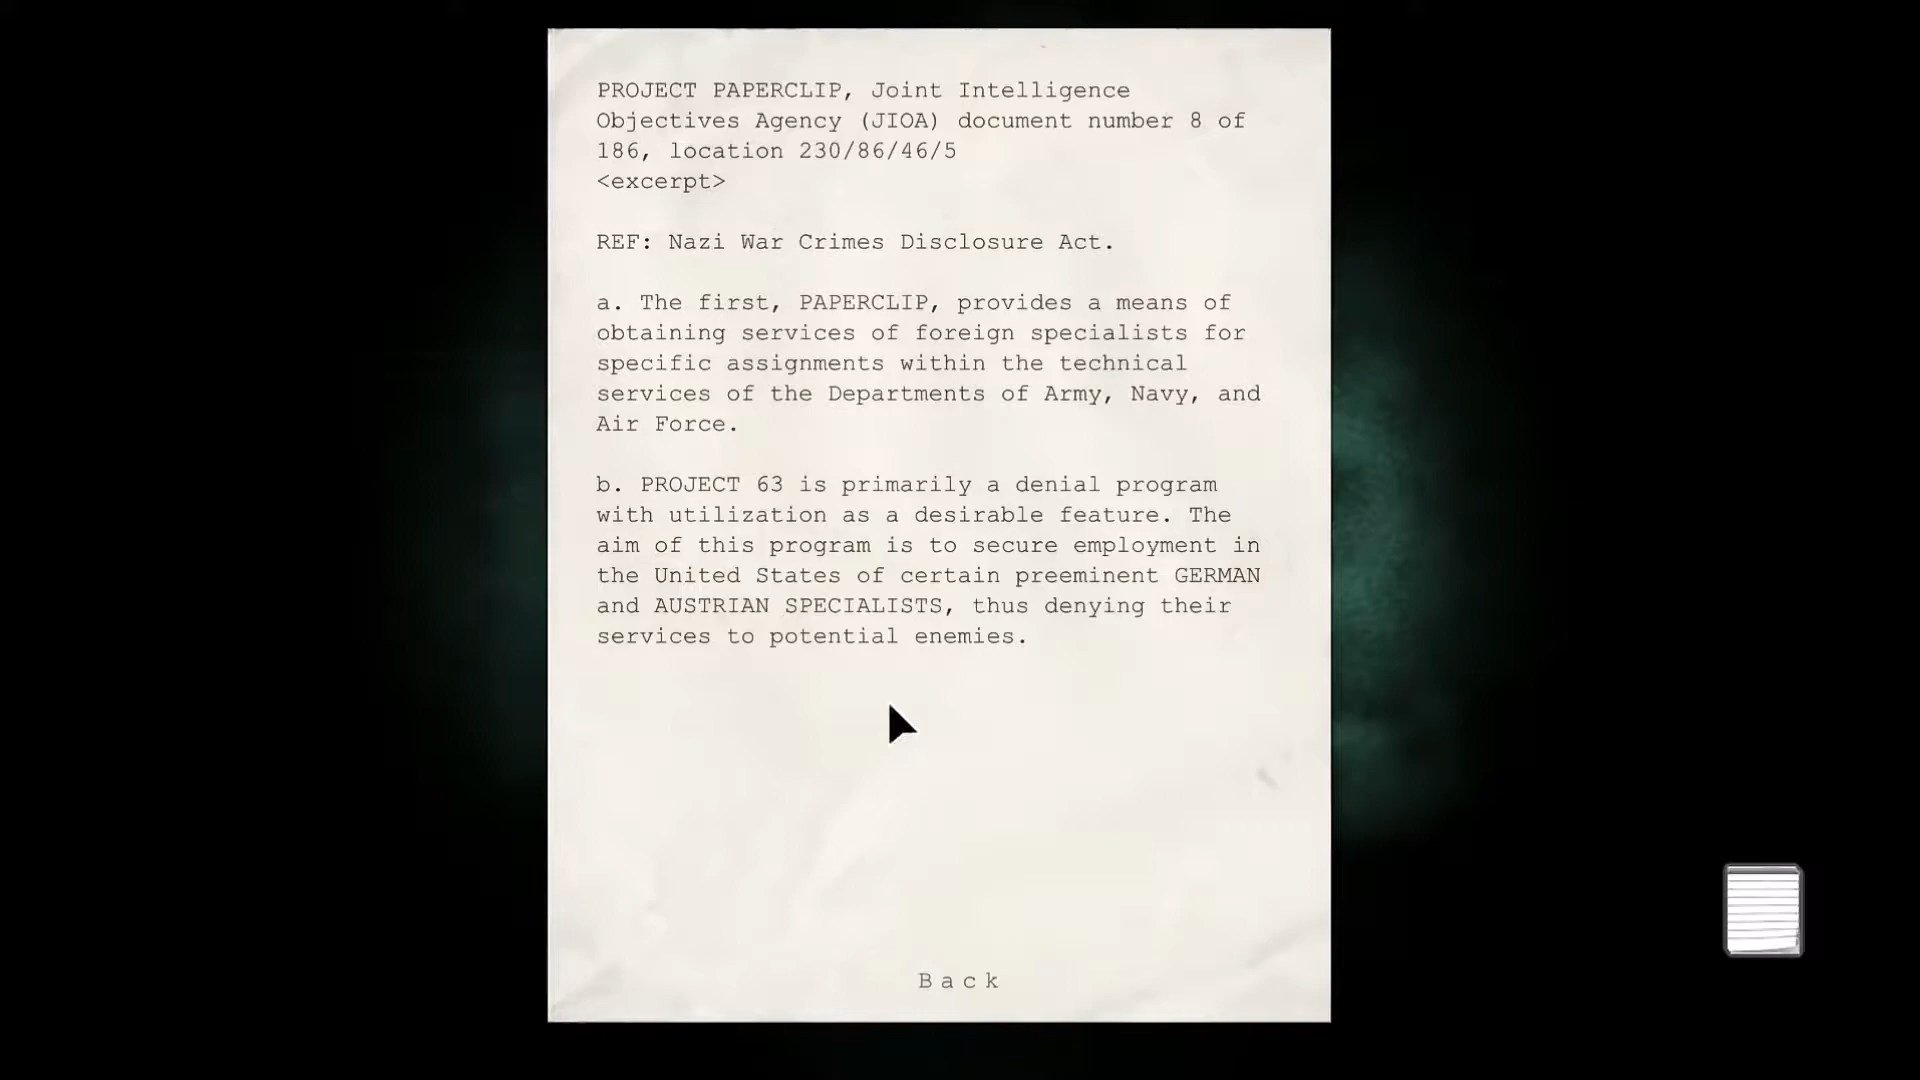 PROJECT PAPERCLIP, Joint Intelligence
Objectives Agency (JIOA) document number 8 of
186, location 230/86/46/5
<excerpt>
REF: Nazi War Crimes Disclosure Act.
a. The first, PAPERCLIP, provides a means of
obtaining services of foreign specialists for
specific assignments within the technical
services of the Departments of Army, Navy, and
Air Force.
b. PROJECT 63 is primarily a denial program
with utilization as a desirable feature. The
aim of this program is to secure employment in
the United States of certain preeminent GERMAN
and AUSTRIAN SPECIALISTS, thus denying their
services to potential enemies.
Back